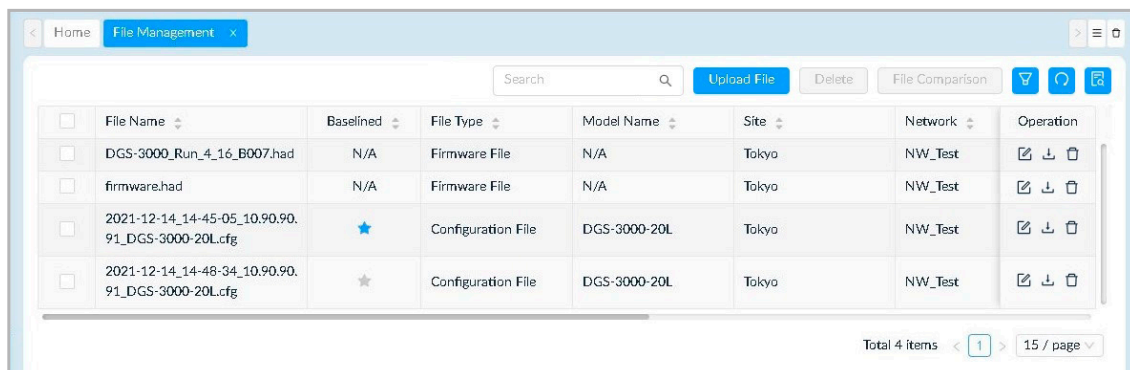 Home File Management x
Search Upload File Delete File Comparison
File Name Baselined File Type Model Name Site Network Operation
DGS-3000_Run_4_16_B007.had N/A Firmware File N/A Tokyo NW_Test
firmware.had N/A Firmware File N/A Tokyo NW_Test
2021-12-14_14-45-05_10.90.90.
91_DGS-3000-20L.cfg Configuration File DGS-3000-20L Tokyo NW_Test
2021-12-14_14-48-34_10.90.90.
91_DGS-3000-20L.cfg Configuration File DGS-3000-20L Tokyo NW_Test
Total 4 items < 1 > 15 / page